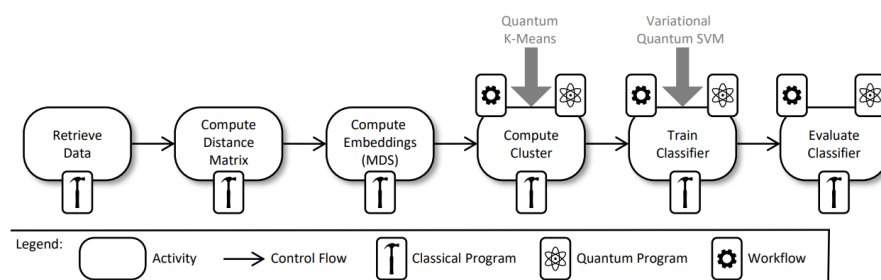 Quantum
K-Means
Variational
Quantum SVM
Retrieve
Data
Compute
Distance
Matrix
Compute
Embeddings
(MDS)
Compute
Cluster
Train
Classifier
Evaluate
Classifier
Legend:
Activity
Control Flow
Classical Program
Quantum Program
Workflow